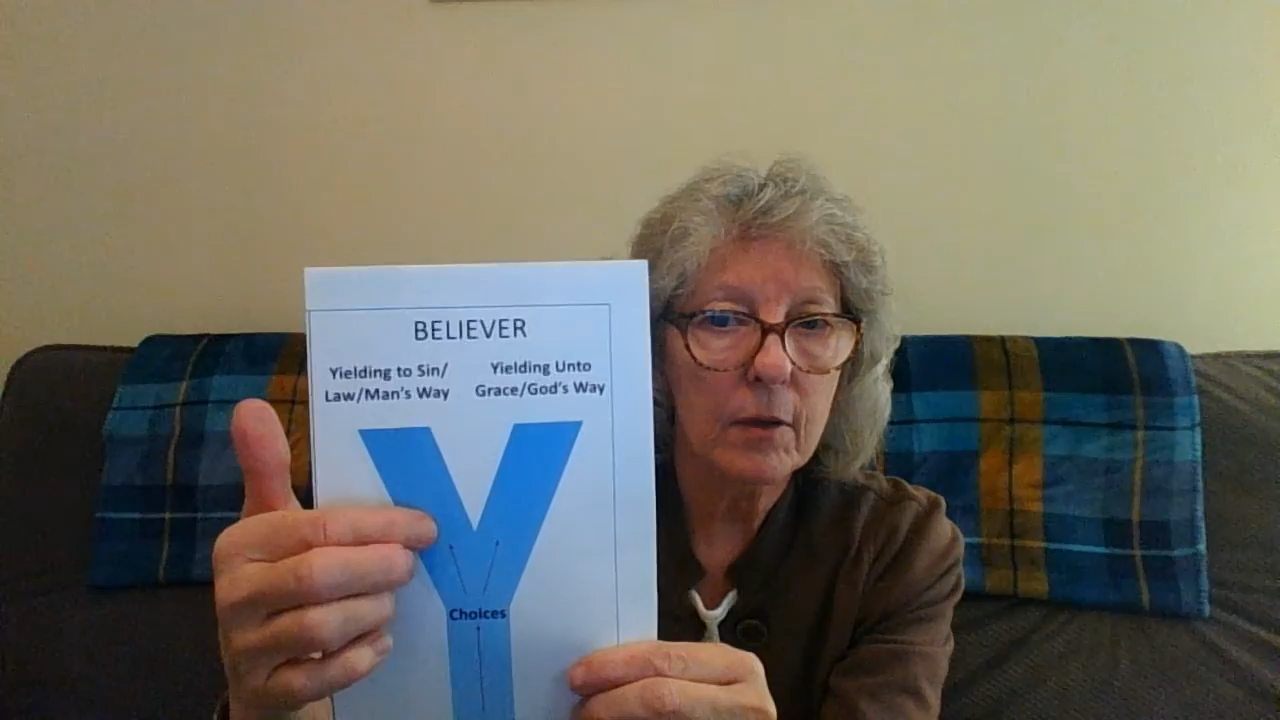 BELIEVER
Yielding to Sin/
Law/Man's Way
Yielding Unto
Grace/God's Way
Choices